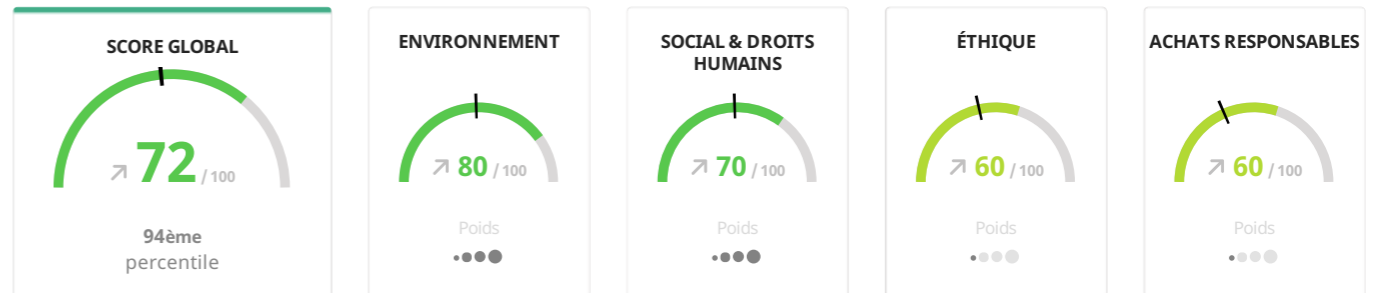 SCORE GLOBAL
72 / 100
94ème
percentile
ENVIRONNEMENT
80 / 100
Poids
SOCIAL & DROITS
HUMAINS
70 / 100
Poids
ÉTHIQUE
60 / 100
Poids
ACHATS RESPONSABLES
60 / 100
Poids